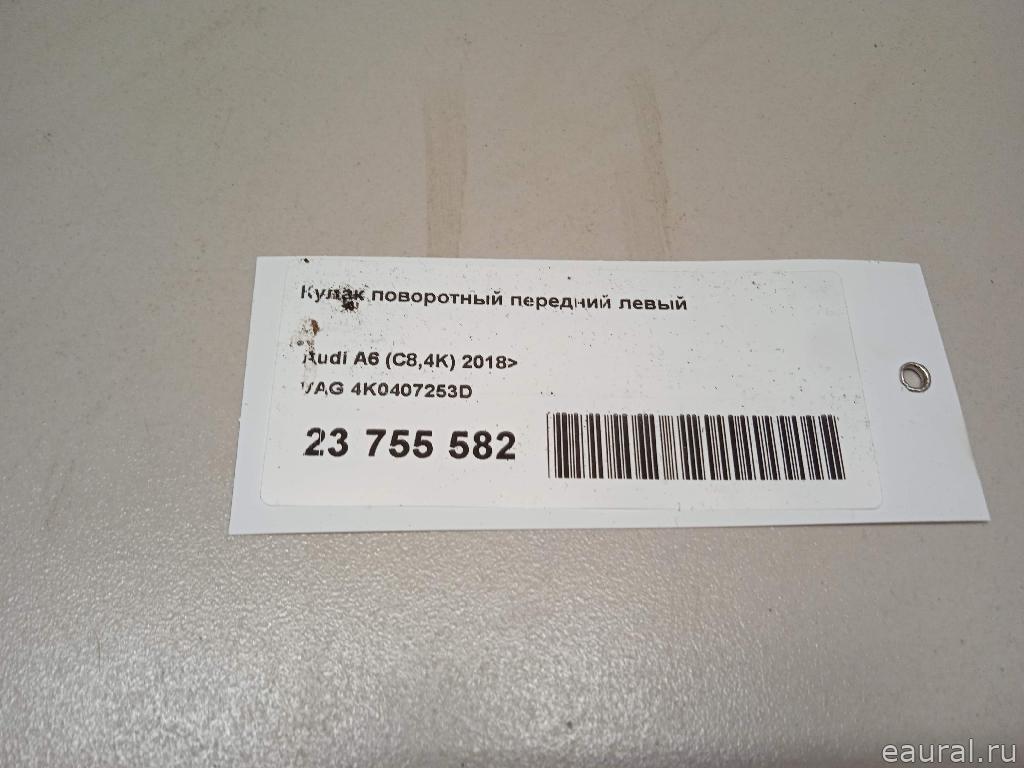 Кулак поворотный передний левый
Audi A6 (C8,4K) 2018>
VAG 4K0407253D
23 755 582
eaural.ru